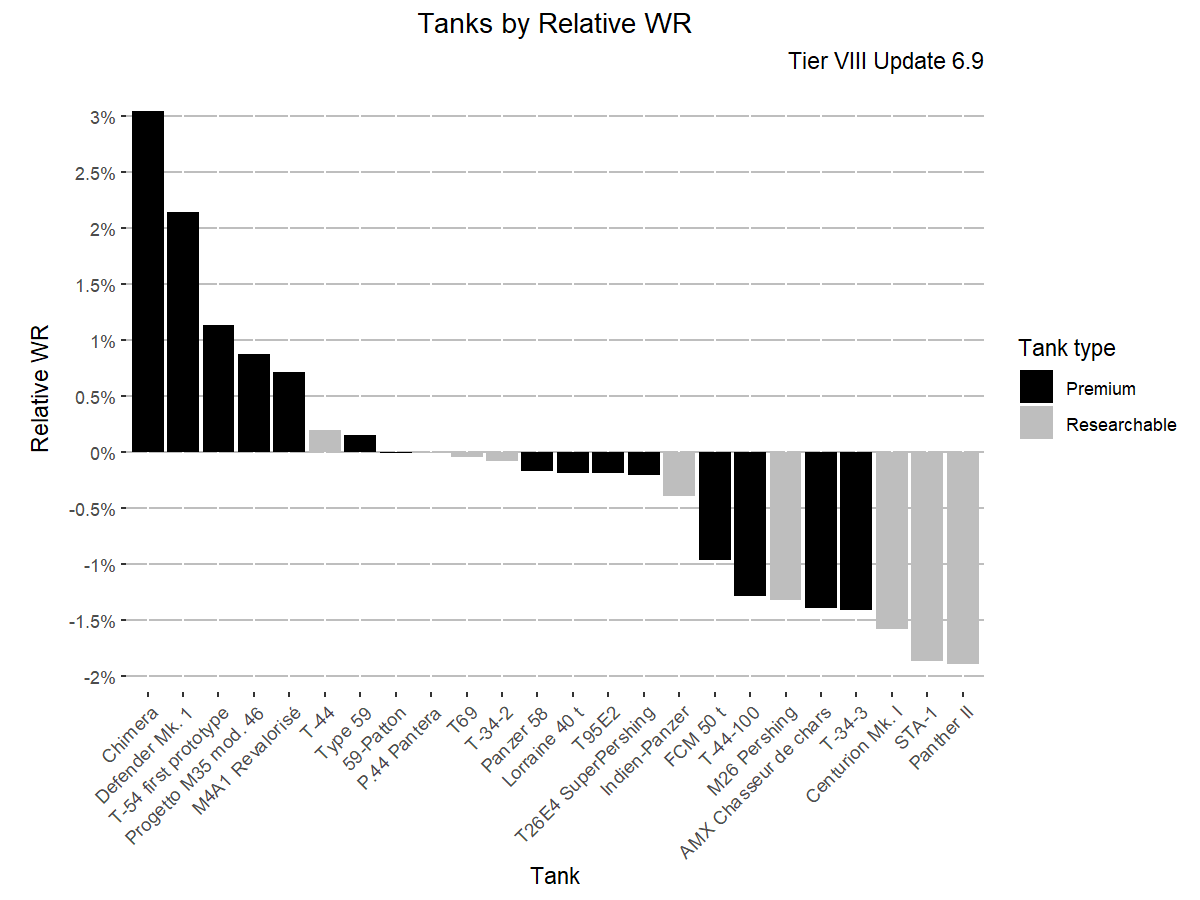 Tanks by Relative WR
Tier VIII Update 6.9
3%
2.5%
2%
1.5%
1%
0.5%
0%
-0.5%
-1%
-1.5%
-2%
Relative WR
Chimera
Defender Mk. 1
T-54 first prototype
Progetto M35 mod. 46
M4A1 Revalorisé
T-44
Type 59
59-Patton
P.44 Pantera
T69
T-34-2
Panzer 58
Lorraine 40 t
T95E2
T26E4 SuperPershing
Indien-Panzer
FCM 50 t
T-44-100
M26 Pershing
AMX Chasseur de chars
T-34-3
Centurion Mk. I
STA-1
Panther II
Tank
Tank type
Premium
Researchable